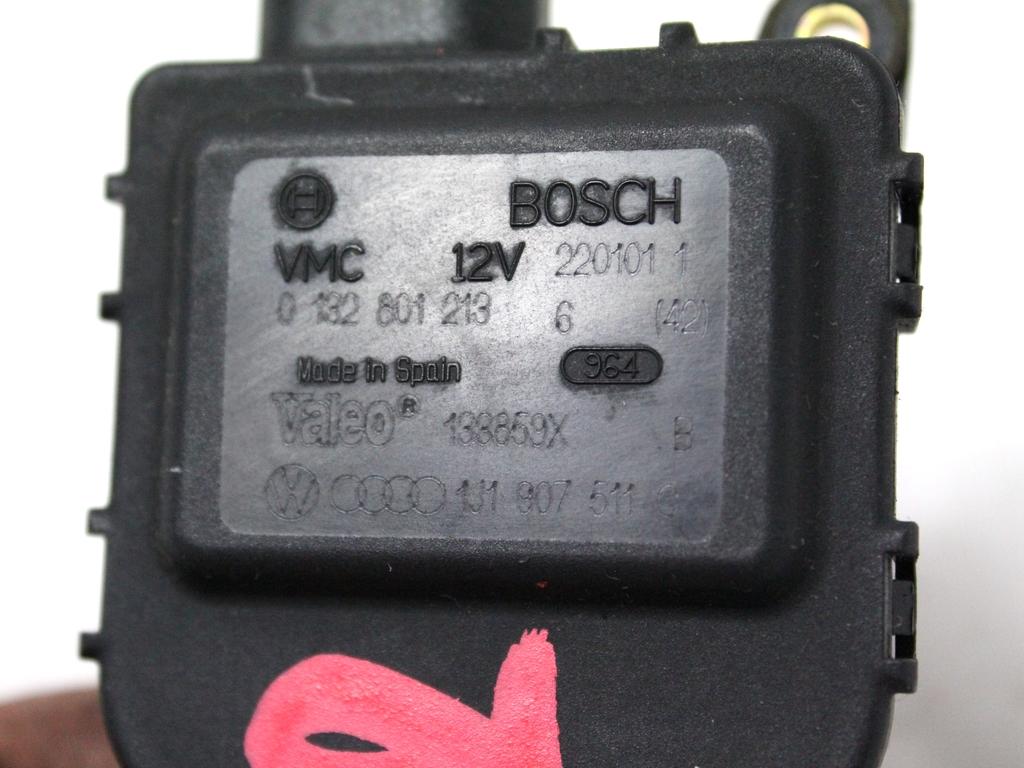 BOSCH
VMC 12V 220101 1
0 132 801 213 6 (42)
Made in Spain 964
Valeo® 133859X B
1J1 907 511 C